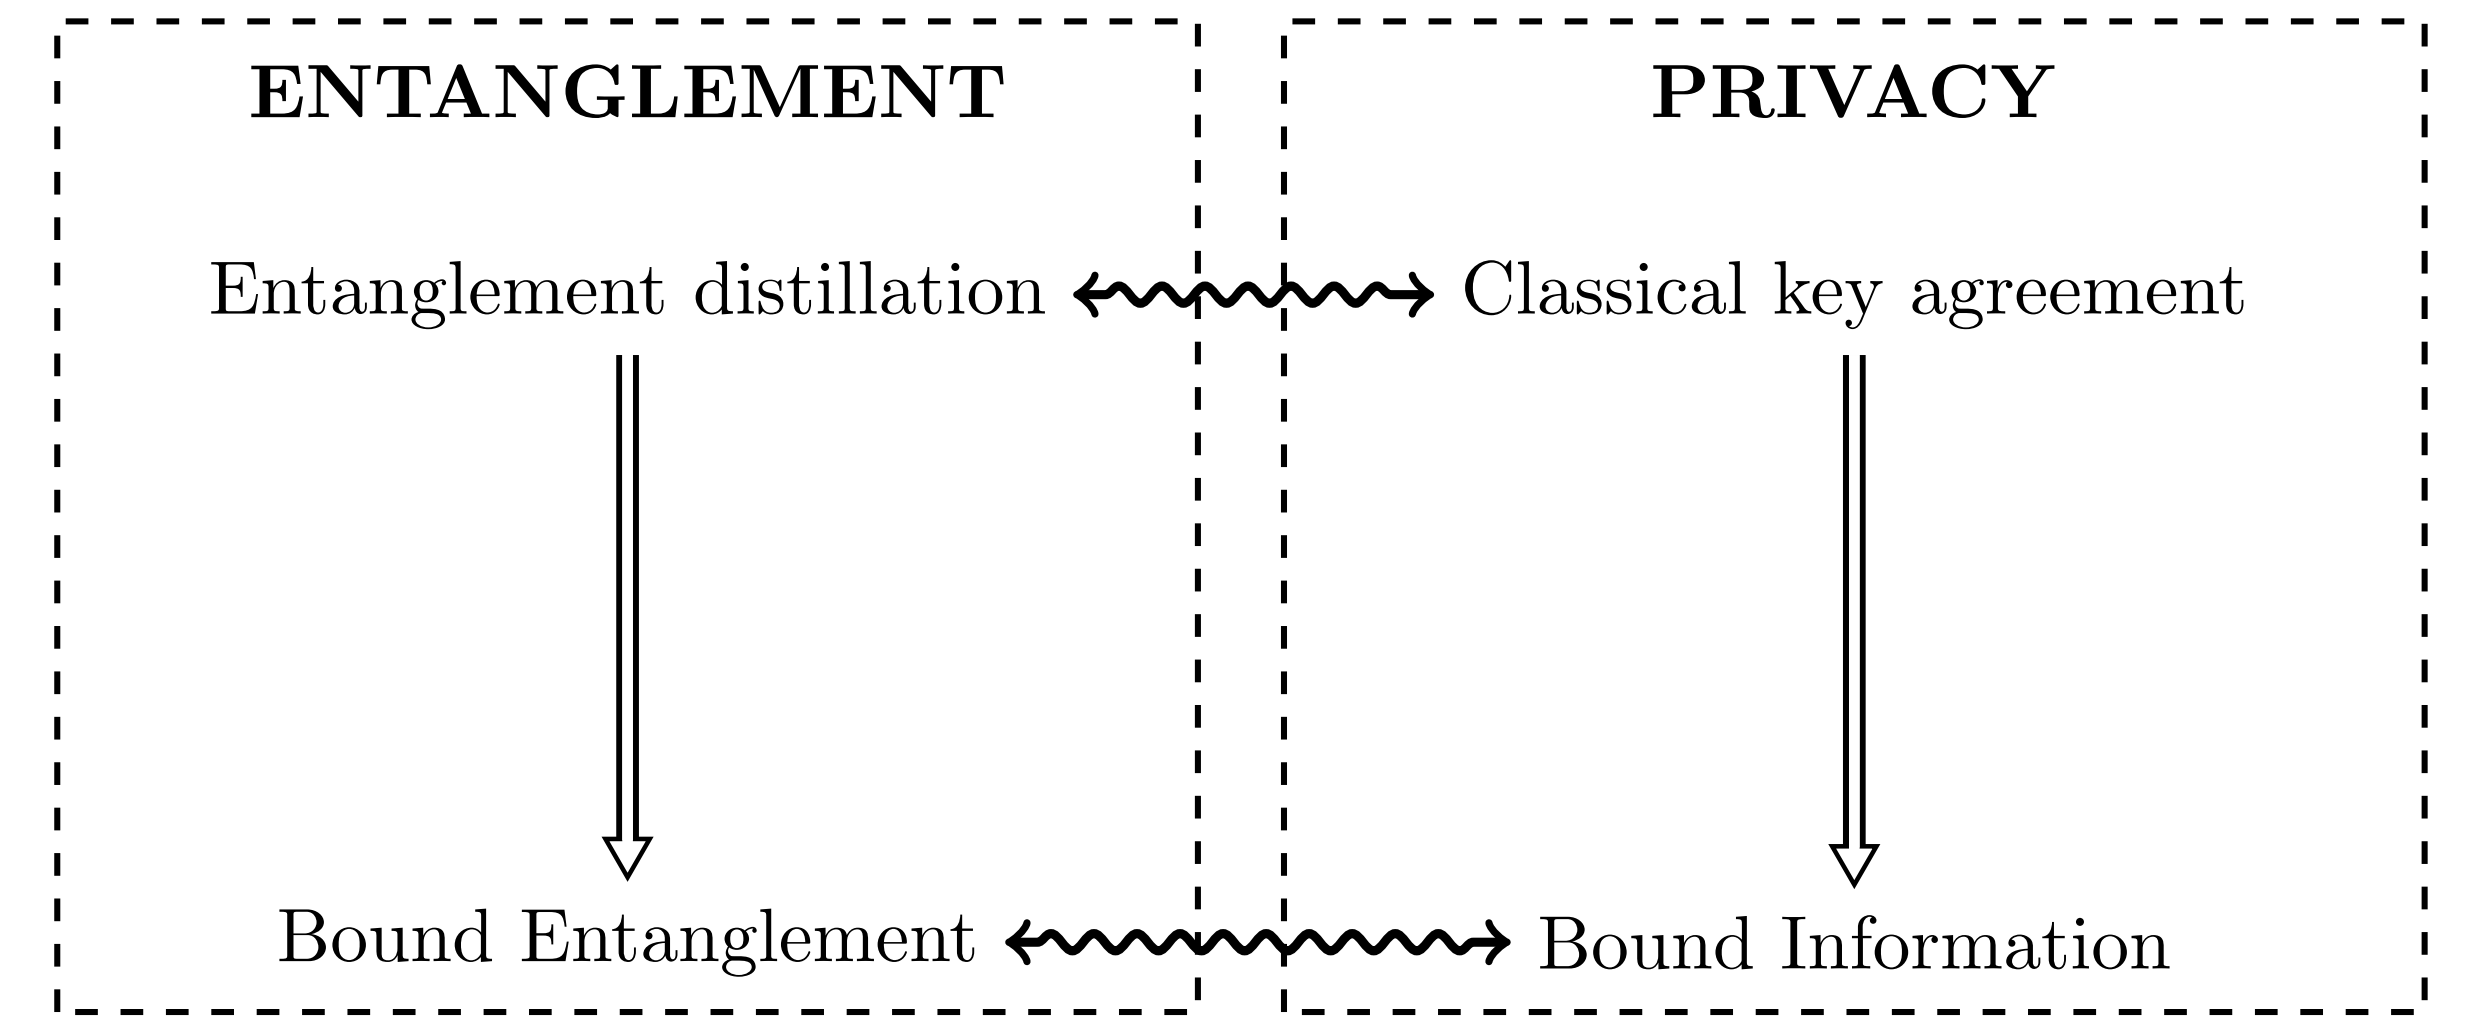 ENTANGLEMENT
PRIVACY
Entanglement distillation
Classical key agreement
Bound Entanglement
Bound Information